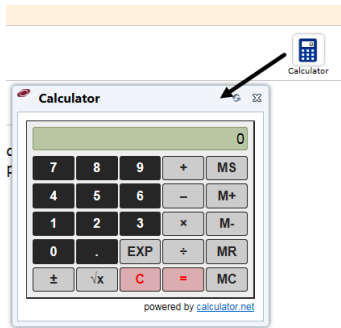 Calculator
Calculator
0
7 8 9 + MS
4 5 6 – M+
1 2 3 × M-
0 . EXP ÷ MR
± √x C = MC
powered by calculator.net